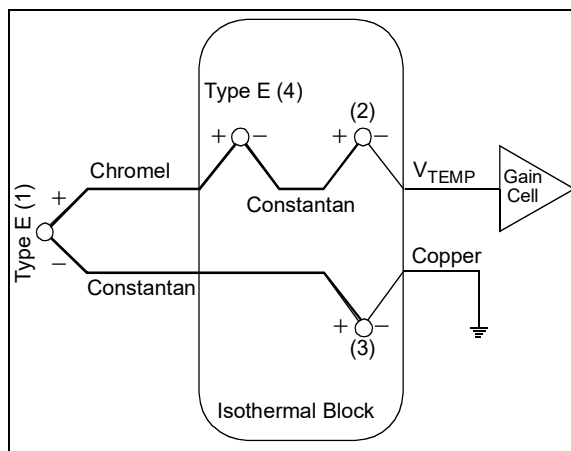 Type E (4)
(2)
+ − + −
Chromel
V_TEMP
Gain
Cell
Type E (1)
+
Constantan
−
Copper
Constantan
+ −
(3)
Isothermal Block